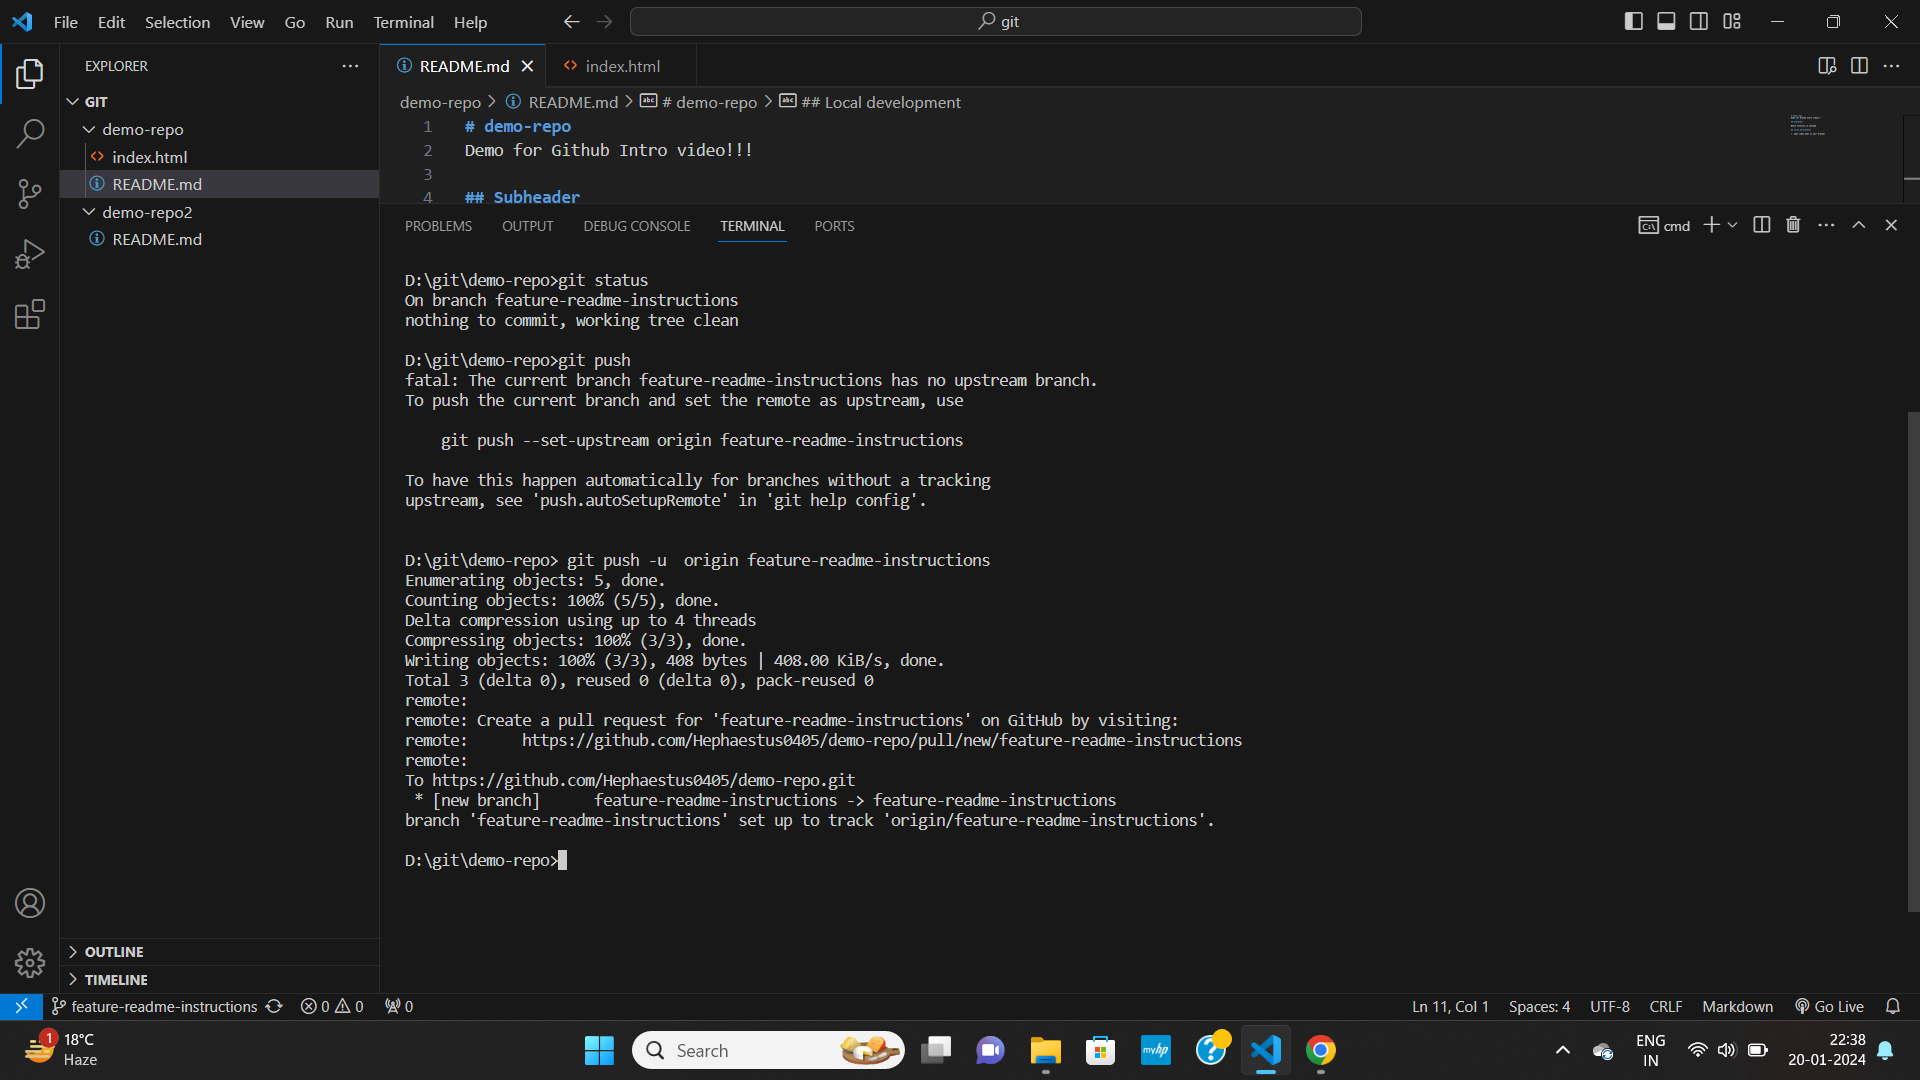 File Edit Selection View Go Run Terminal Help
git
EXPLORER
GIT
demo-repo
index.html
README.md
demo-repo2
README.md
OUTLINE
TIMELINE
README.md
index.html
demo-repo > README.md > # demo-repo > ## Local development
1 # demo-repo
2 Demo for Github Intro video!!!
3
4 ## Subheader
PROBLEMS OUTPUT DEBUG CONSOLE TERMINAL PORTS
cmd
D:\git\demo-repo>git status
On branch feature-readme-instructions
nothing to commit, working tree clean
D:\git\demo-repo>git push
fatal: The current branch feature-readme-instructions has no upstream branch.
To push the current branch and set the remote as upstream, use
git push --set-upstream origin feature-readme-instructions
To have this happen automatically for branches without a tracking
upstream, see 'push.autoSetupRemote' in 'git help config'.
D:\git\demo-repo> git push -u  origin feature-readme-instructions
Enumerating objects: 5, done.
Counting objects: 100% (5/5), done.
Delta compression using up to 4 threads
Compressing objects: 100% (3/3), done.
Writing objects: 100% (3/3), 408 bytes | 408.00 KiB/s, done.
Total 3 (delta 0), reused 0 (delta 0), pack-reused 0
remote:
remote: Create a pull request for 'feature-readme-instructions' on GitHub by visiting:
remote:      https://github.com/Hephaestus0405/demo-repo/pull/new/feature-readme-instructions
remote:
To https://github.com/Hephaestus0405/demo-repo.git
 * [new branch]      feature-readme-instructions -> feature-readme-instructions
branch 'feature-readme-instructions' set up to track 'origin/feature-readme-instructions'.
D:\git\demo-repo>
feature-readme-instructions 0 0 0
Ln 11, Col 1 Spaces: 4 UTF-8 CRLF Markdown Go Live
1
18°C
Haze
Search
myhp
ENG
IN
22:38
20-01-2024